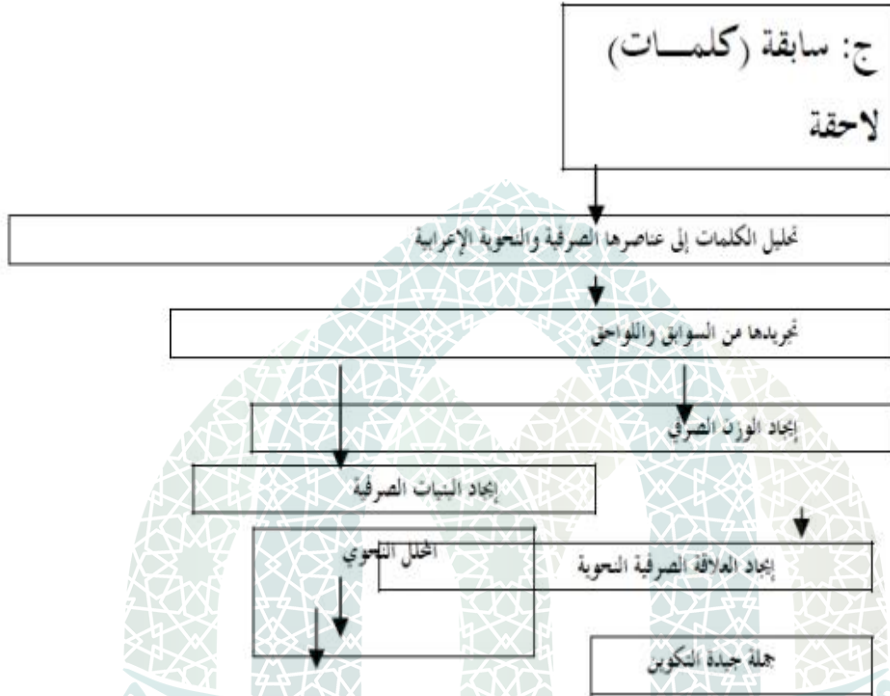 ج: سابقة (كلمـــات)
لاحقة
تحليل الكلمات إلى عناصرها الصرفية والنحوية الإعرابية
تجريدها من السوابق واللواحق
إيجاد الوزن الصرفي
إيجاد البنيات الصرفية
المحلل النحوي
إيجاد العلاقة الصرفية النحوية
جملة جيدة التكوين